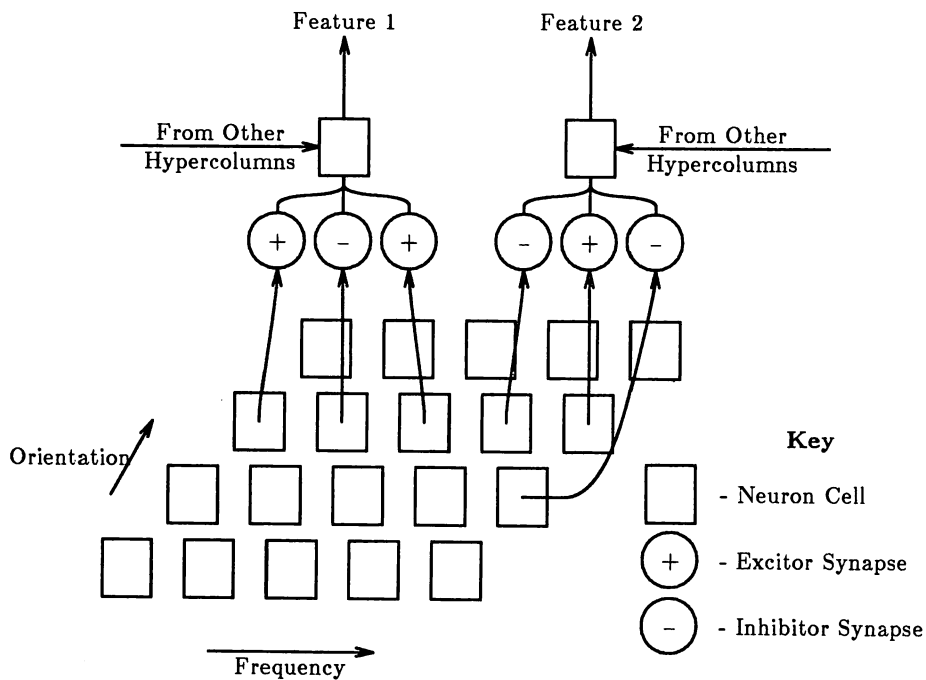 Feature 1
Feature 2
From Other
Hypercolumns
From Other
Hypercolumns
+
-
+
-
+
-
Orientation
Key
- Neuron Cell
+
- Excitor Synapse
-
- Inhibitor Synapse
Frequency